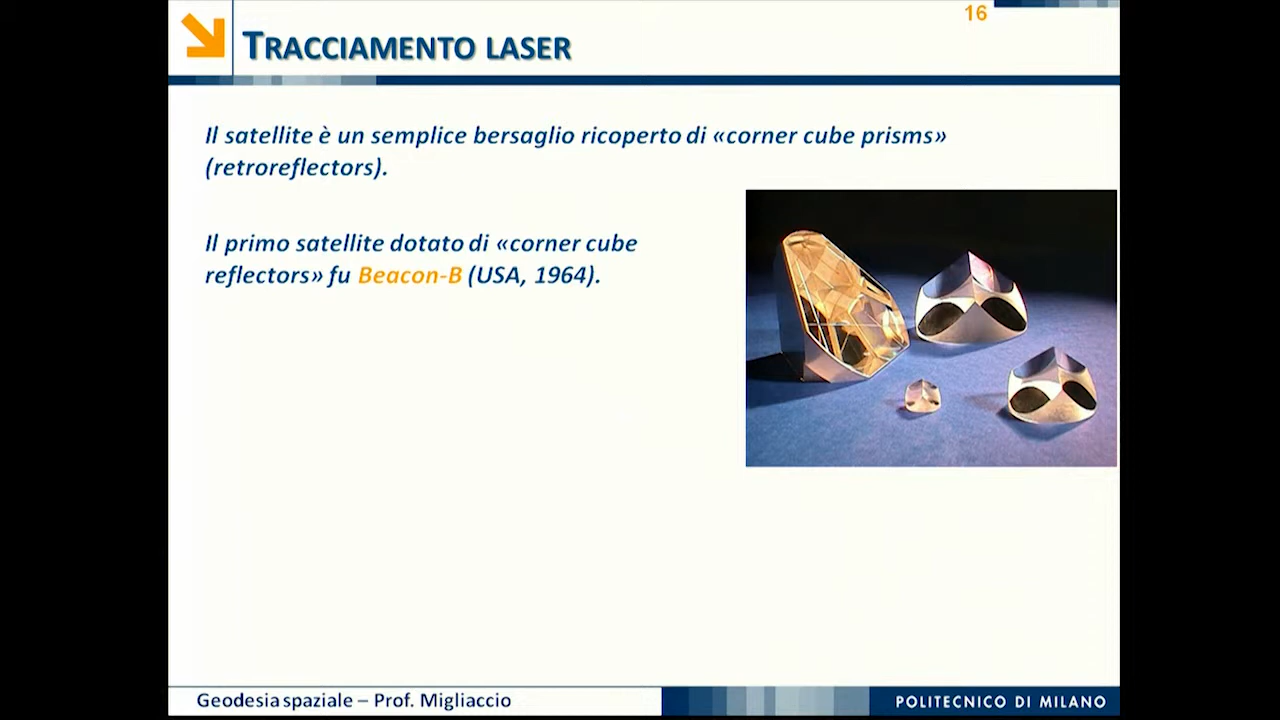 16
TRACCIAMENTO LASER
Il satellite è un semplice bersaglio ricoperto di «corner cube prisms»
(retroreflectors).
Il primo satellite dotato di «corner cube
reflectors» fu Beacon-B (USA, 1964).
Geodesia spaziale – Prof. Migliaccio
POLITECNICO DI MILANO